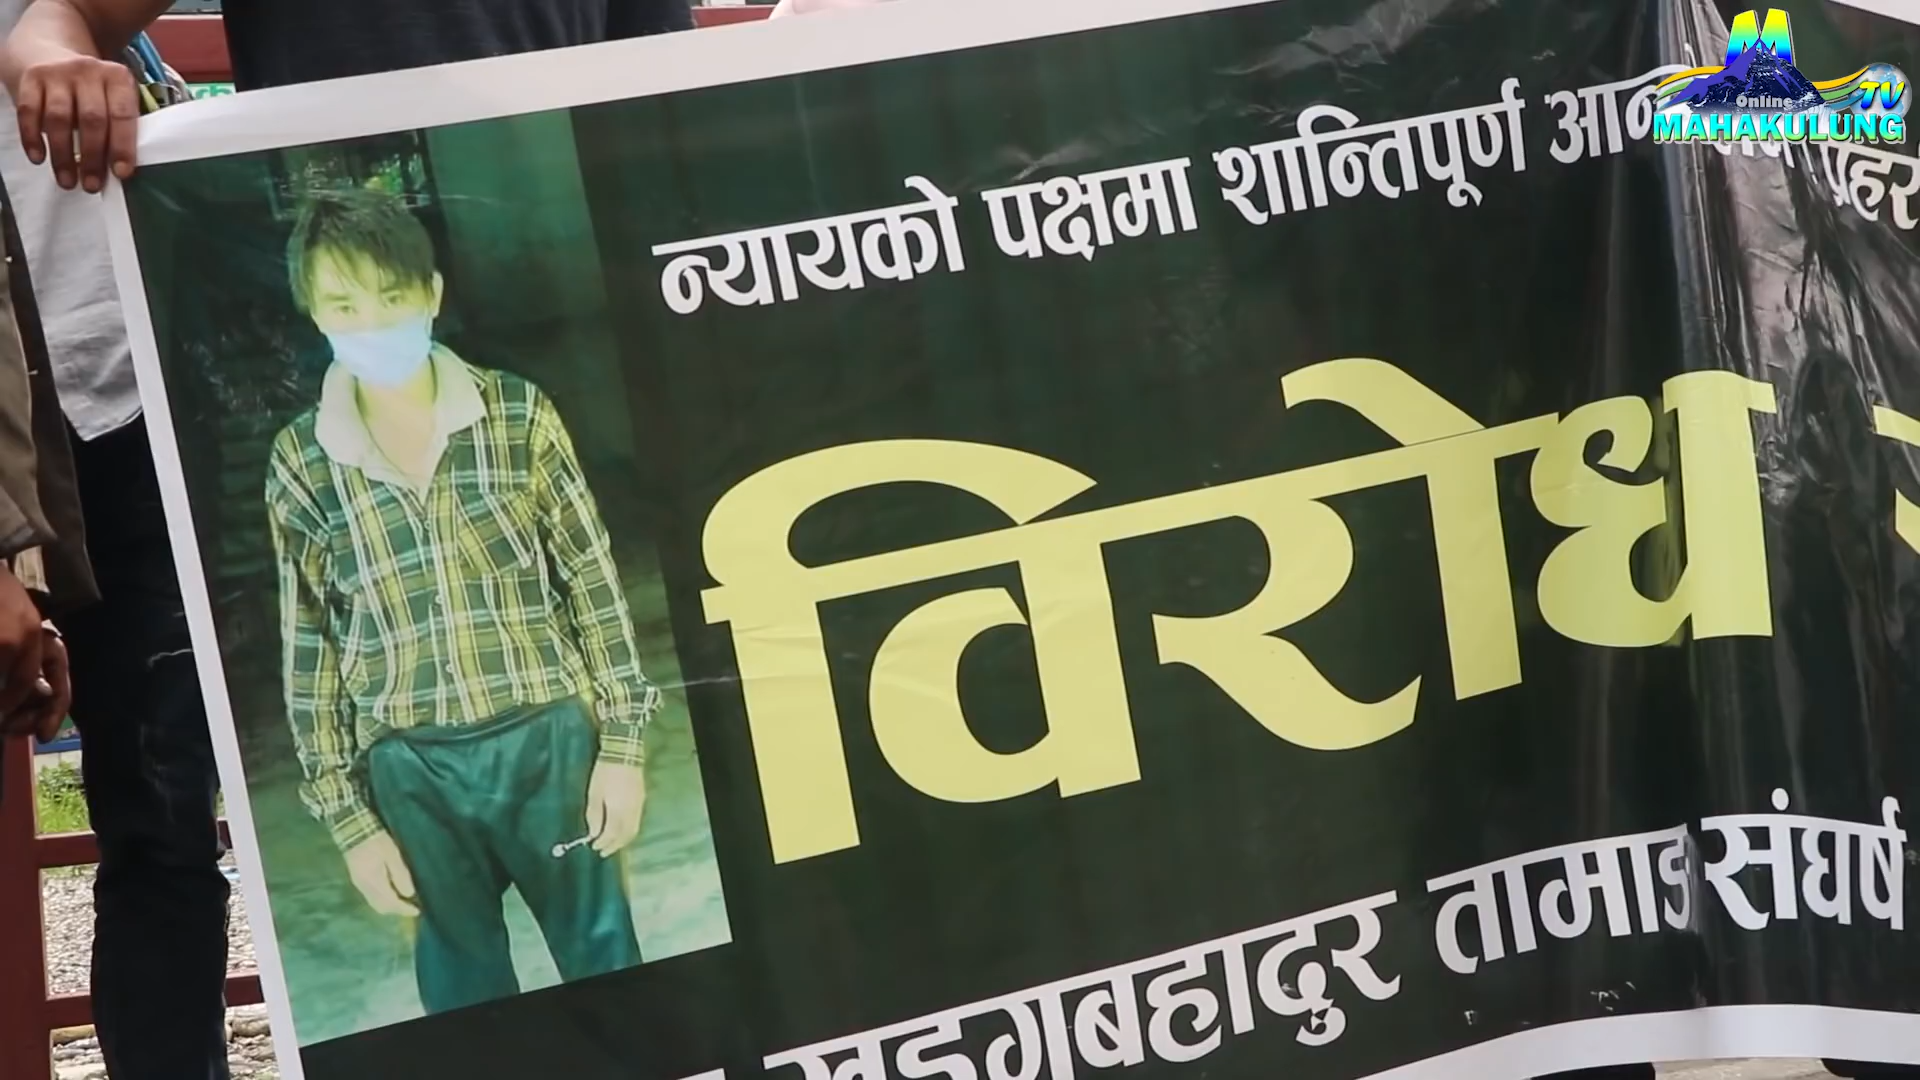 न्यायको पक्षमा शान्तिपूर्ण
विरोध
खड्गबहादुर तामाङ संघर्ष
M
Online TV
MAHAKULUNG